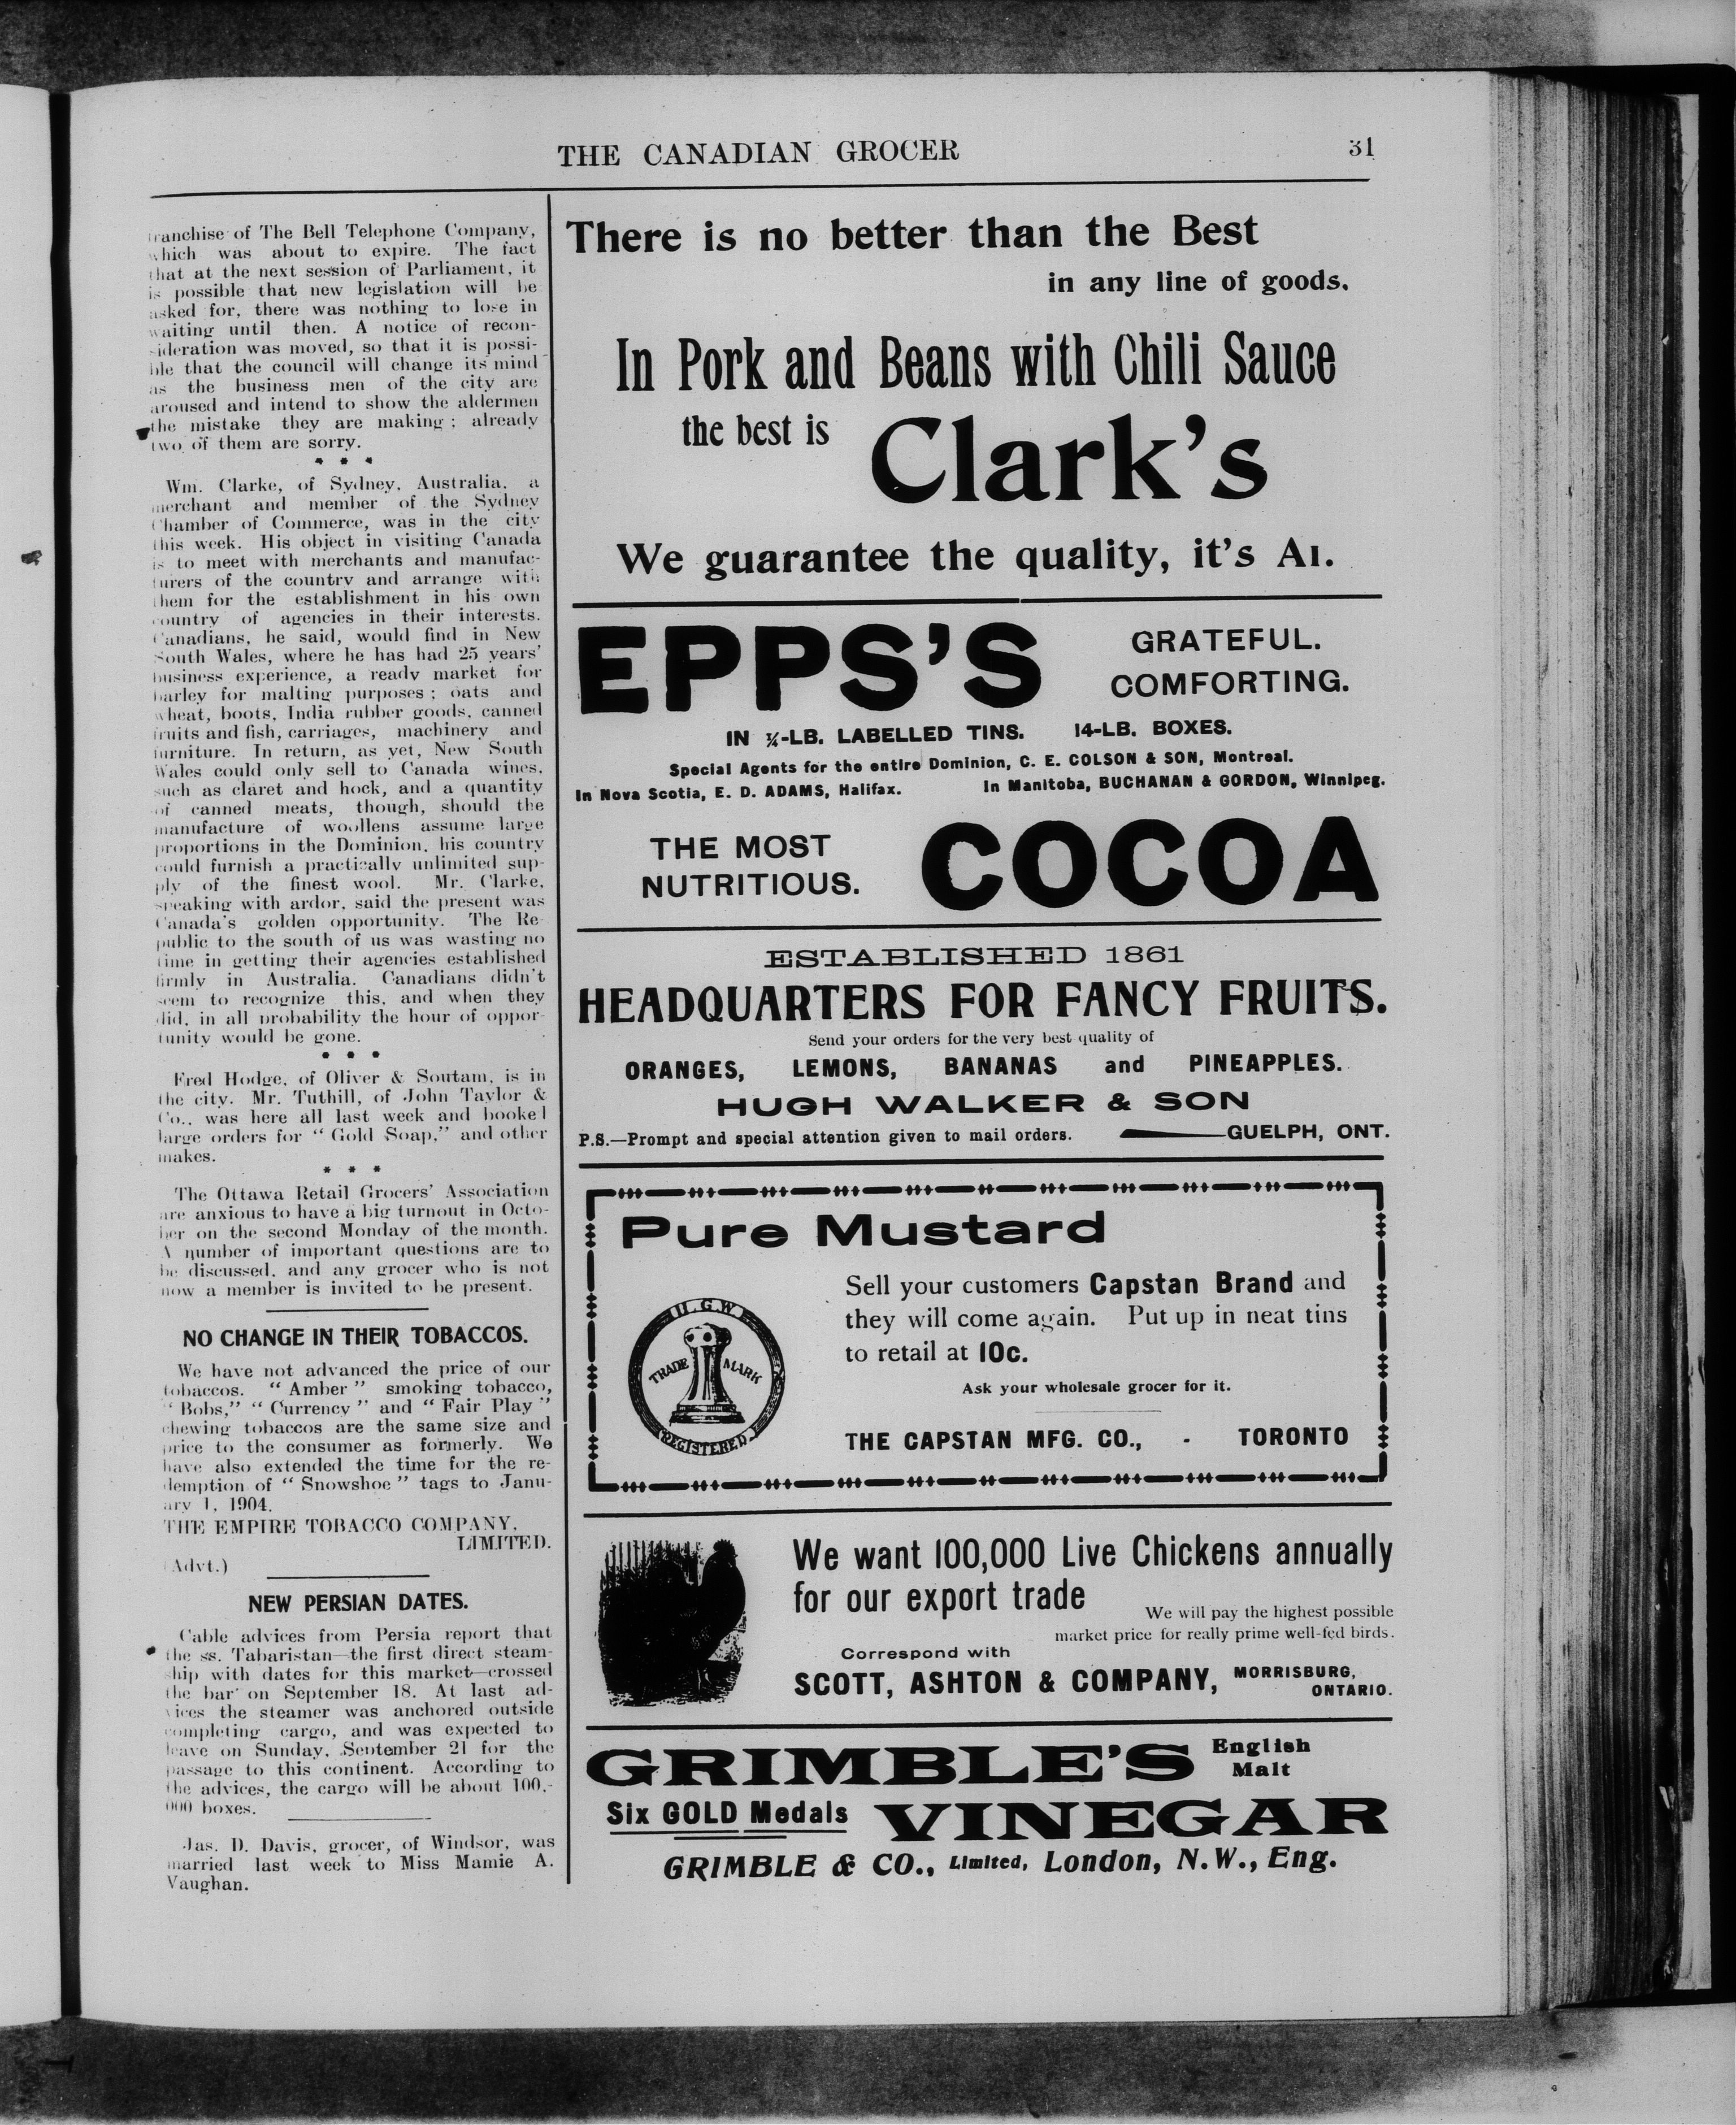 THE CANADIAN GROCER
31
franchise of The Bell Telephone Company,
which was about to expire. The fact
that at the next session of Parliament, it
is possible that new legislation will be
asked for, there was nothing to lose in
waiting until then. A notice of recon-
sideration was moved, so that it is possi-
ble that the council will change its mind
as the business men of the city are
aroused and intend to show the aldermen
the mistake they are making ; already
two of them are sorry.
* * *
Wm. Clarke, of Sydney, Australia, a
merchant and member of the Sydney
Chamber of Commerce, was in the city
this week. His object in visiting Canada
is to meet with merchants and manufac-
turers of the country and arrange with
them for the establishment in his own
country of agencies in their interests.
Canadians, he said, would find in New
South Wales, where he has had 25 years'
business experience, a ready market for
barley for malting purposes ; oats and
wheat, boots, India rubber goods, canned
fruits and fish, carriages, machinery and
furniture. In return, as yet, New South
Wales could only sell to Canada wines,
such as claret and hock, and a quantity
of canned meats, though, should the
manufacture of woollens assume large
proportions in the Dominion, his country
could furnish a practically unlimited sup-
ply of the finest wool. Mr. Clarke,
speaking with ardor, said the present was
Canada's golden opportunity. The Re-
public to the south of us was wasting no
time in getting their agencies established
firmly in Australia. Canadians didn't
seem to recognize this, and when they
did, in all probability the hour of oppor-
tunity would be gone.
* * *
Fred Hodge, of Oliver & Soutam, is in
the city. Mr. Tuthill, of John Taylor &
Co., was here all last week and booked
large orders for " Gold Soap," and other
makes.
* * *
The Ottawa Retail Grocers' Association
are anxious to have a big turnout in Octo-
ber on the second Monday of the month.
A number of important questions are to
be discussed, and any grocer who is not
now a member is invited to be present.
NO CHANGE IN THEIR TOBACCOS.
We have not advanced the price of our
tobaccos. " Amber " smoking tobacco,
" Bobs," " Currency " and " Fair Play "
chewing tobaccos are the same size and
price to the consumer as formerly. We
have also extended the time for the re-
demption of " Snowshoe " tags to Janu-
ary 1, 1904.
THE EMPIRE TOBACCO COMPANY,
LIMITED.
(Advt.)
NEW PERSIAN DATES.
Cable advices from Persia report that
the ss. Tabaristan—the first direct steam-
ship with dates for this market—crossed
the bar on September 18. At last ad-
vices the steamer was anchored outside
completing cargo, and was expected to
leave on Sunday, September 21 for the
passage to this continent. According to
the advices, the cargo will be about 100,-
000 boxes.
Jas. D. Davis, grocer, of Windsor, was
married last week to Miss Mamie A.
Vaughan.
There is no better than the Best
in any line of goods.
In Pork and Beans with Chili Sauce
the best is Clark's
We guarantee the quality, it's A1.
EPPS'S
GRATEFUL.
COMFORTING.
IN ¼-LB. LABELLED TINS. 14-LB. BOXES.
Special Agents for the entire Dominion, C. E. COLSON & SON, Montreal.
In Nova Scotia, E. D. ADAMS, Halifax. In Manitoba, BUCHANAN & GORDON, Winnipeg.
THE MOST
NUTRITIOUS.
COCOA
ESTABLISHED 1861
HEADQUARTERS FOR FANCY FRUITS.
Send your orders for the very best quality of
ORANGES, LEMONS, BANANAS and PINEAPPLES.
HUGH WALKER & SON
P.S.—Prompt and special attention given to mail orders. GUELPH, ONT.
Pure Mustard
H.G.W
TRADE MARK
REGISTERED
Sell your customers Capstan Brand and
they will come again. Put up in neat tins
to retail at 10c.
Ask your wholesale grocer for it.
THE CAPSTAN MFG. CO., - TORONTO
We want 100,000 Live Chickens annually
for our export trade
We will pay the highest possible
market price for really prime well-fed birds.
Correspond with
SCOTT, ASHTON & COMPANY, MORRISBURG,
ONTARIO.
GRIMBLE'S English
Malt
Six GOLD Medals VINEGAR
GRIMBLE & CO., Limited, London, N.W., Eng.